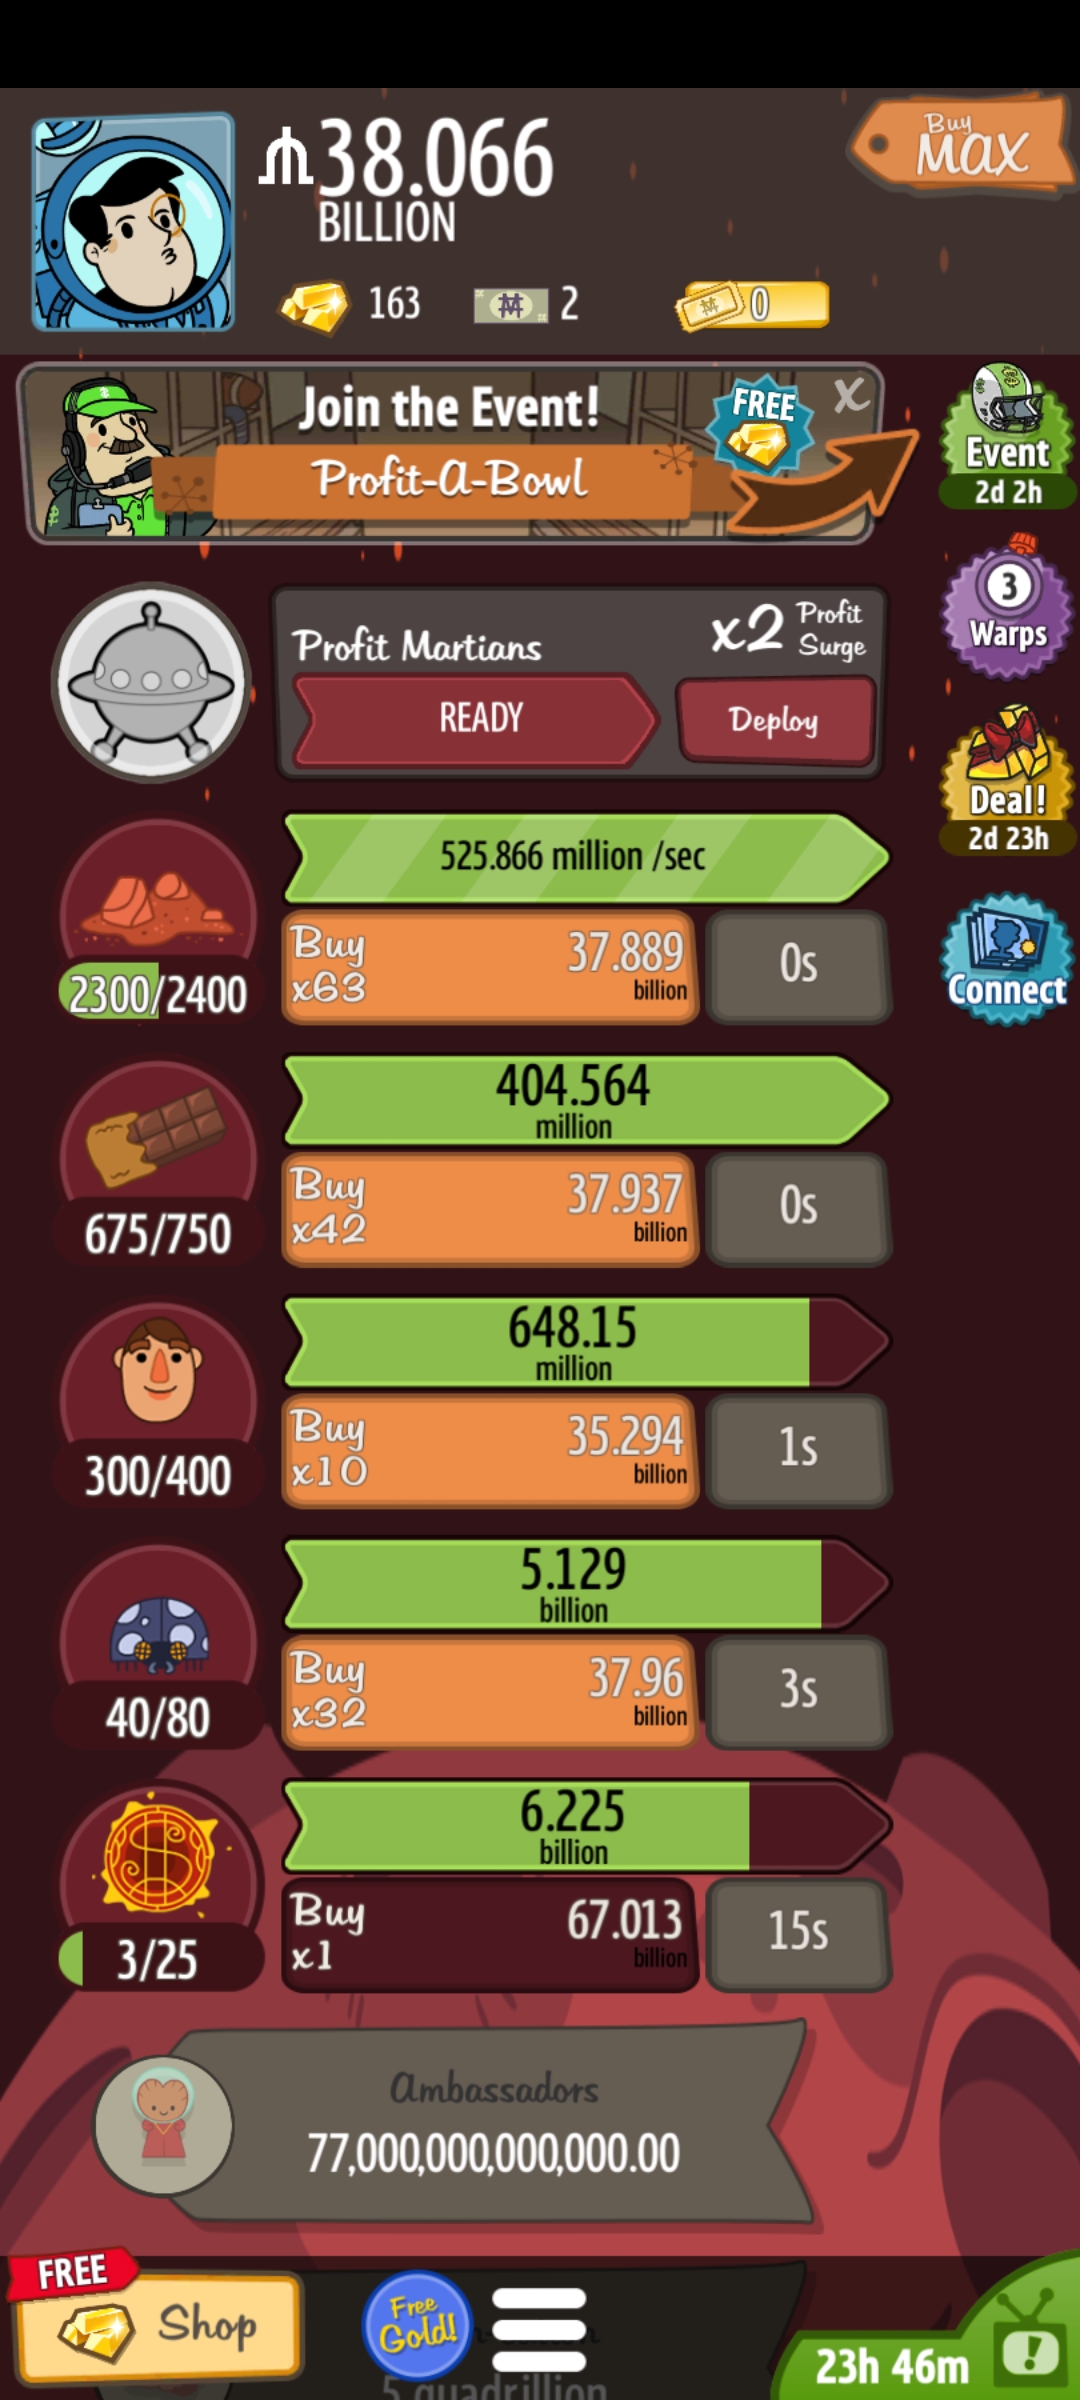 38.066
BILLION
Buy
MAX
163
2
0
Join the Event!
FREE
X
Profit-A-Bowl
Event
2d 2h
3
Warps
Profit Martians
x2 Profit
Surge
READY
Deploy
Deal!
2d 23h
525.866 million /sec
Buy
x63
37.889
billion
0s
2300/2400
Connect
404.564
million
Buy
x42
37.937
billion
0s
675/750
648.15
million
Buy
x10
35.294
billion
1s
300/400
5.129
billion
Buy
x32
37.96
billion
3s
40/80
6.225
billion
Buy
x1
67.013
billion
15s
3/25
Ambassadors
77,000,000,000,000.00
FREE
Shop
Free
Gold!
23h 46m
!
5 quadrillion